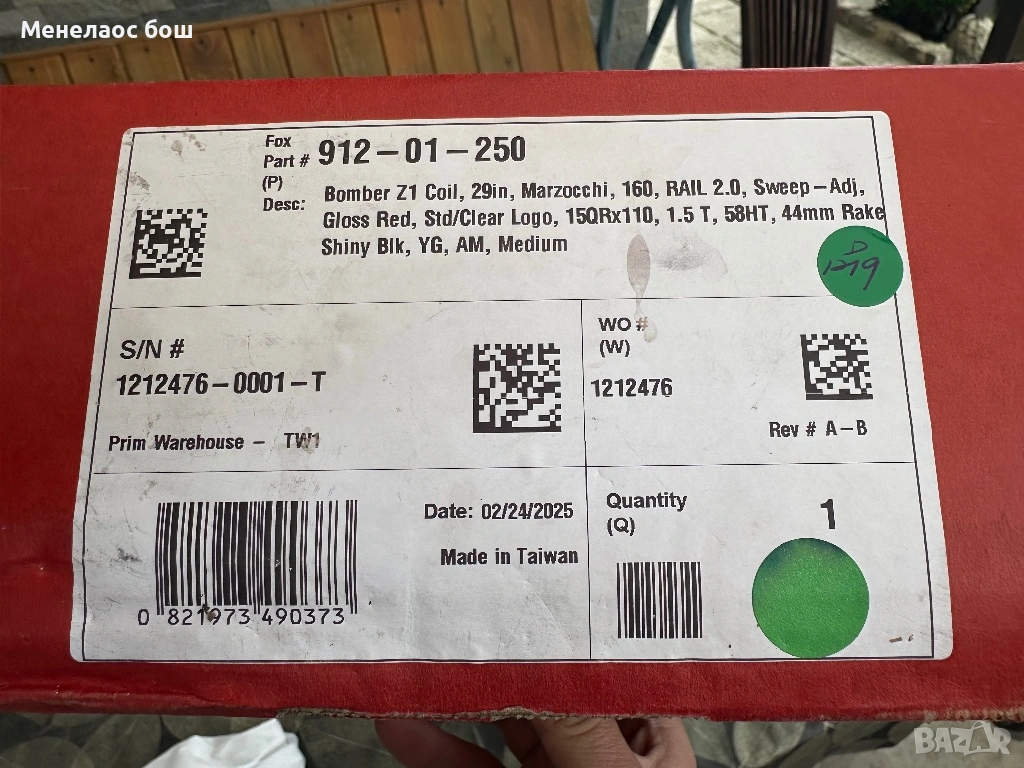 Менелаос бош
Fox
Part # 912-01-250
(P)
Desc: Bomber Z1 Coil, 29in, Marzocchi, 160, RAIL 2.0, Sweep-Adj,
Gloss Red, Std/Clear Logo, 15QRx110, 1.5 T, 58HT, 44mm Rake
Shiny Blk, YG, AM, Medium
D
1279
S/N #
1212476-0001-T
Prim Warehouse - TW1
WO #
(W)
1212476
Rev # A-B
Date: 02/24/2025
Made in Taiwan
0 821973 490373
Quantity
(Q)
1
BAZAR